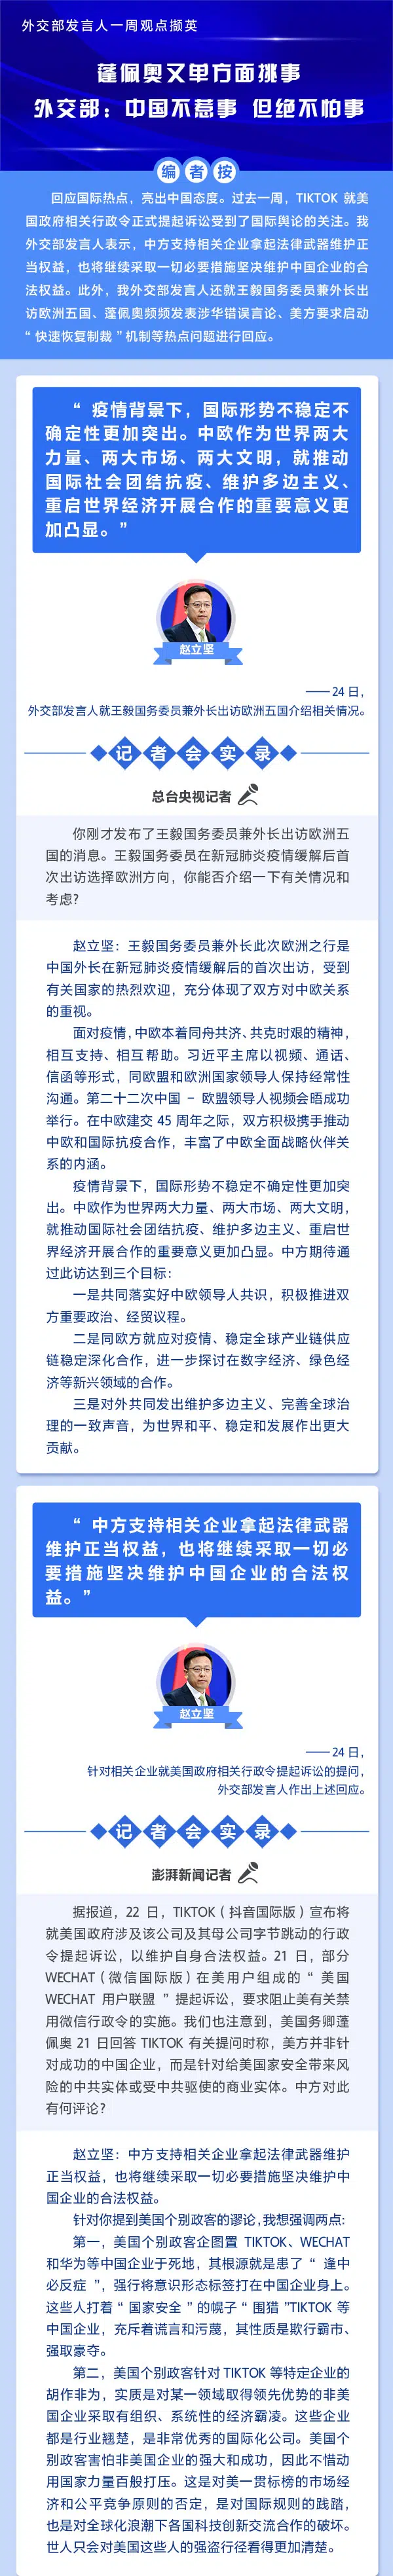 外交部发言人一周观点撷英
蓬佩奥又单方面挑事
外交部：中国不惹事 但绝不怕事
编者按
回应国际热点，亮出中国态度。过去一周，TIKTOK 就美
国政府相关行政令正式提起诉讼受到了国际舆论的关注。我
外交部发言人表示，中方支持相关企业拿起法律武器维护正
当权益，也将继续采取一切必要措施坚决维护中国企业的合
法权益。此外，我外交部发言人还就王毅国务委员兼外长出
访欧洲五国、蓬佩奥频频发表涉华错误言论、美方要求启动
“快速恢复制裁”机制等热点问题进行回应。
“ 疫情背景下，国际形势不稳定不
确定性更加突出。中欧作为世界两大
力量、两大市场、两大文明，就推动
国际社会团结抗疫、维护多边主义、
重启世界经济开展合作的重要意义更
加凸显。”
赵立坚
——24 日，
外交部发言人就王毅国务委员兼外长出访欧洲五国介绍相关情况。
记者会实录
总台央视记者
你刚才发布了王毅国务委员兼外长出访欧洲五
国的消息。王毅国务委员在新冠肺炎疫情缓解后首
次出访选择欧洲方向，你能否介绍一下有关情况和
考虑？
赵立坚：王毅国务委员兼外长此次欧洲之行是
中国外长在新冠肺炎疫情缓解后的首次出访，受到
有关国家的热烈欢迎，充分体现了双方对中欧关系
的重视。
面对疫情，中欧本着同舟共济、共克时艰的精神，
相互支持、相互帮助。习近平主席以视频、通话、
信函等形式，同欧盟和欧洲国家领导人保持经常性
沟通。第二十二次中国 – 欧盟领导人视频会晤成功
举行。在中欧建交 45 周年之际，双方积极携手推动
中欧和国际抗疫合作，丰富了中欧全面战略伙伴关
系的内涵。
疫情背景下，国际形势不稳定不确定性更加突
出。中欧作为世界两大力量、两大市场、两大文明，
就推动国际社会团结抗疫、维护多边主义、重启世
界经济开展合作的重要意义更加凸显。中方期待通
过此访达到三个目标：
一是共同落实好中欧领导人共识，积极推进双
方重要政治、经贸议程。
二是同欧方就应对疫情、稳定全球产业链供应
链稳定深化合作，进一步探讨在数字经济、绿色经
济等新兴领域的合作。
三是对外共同发出维护多边主义、完善全球治
理的一致声音，为世界和平、稳定和发展作出更大
贡献。
“ 中方支持相关企业拿起法律武器
维护正当权益，也将继续采取一切必
要措施坚决维护中国企业的合法权
益。”
赵立坚
——24 日，
针对相关企业就美国政府相关行政令提起诉讼的提问，
外交部发言人作出上述回应。
记者会实录
澎湃新闻记者
据报道，22 日，TIKTOK（抖音国际版）宣布将
就美国政府涉及该公司及其母公司字节跳动的行政
令提起诉讼，以维护自身合法权益。21 日，部分
WECHAT（微信国际版）在美用户组成的“ 美国
WECHAT 用户联盟 ”提起诉讼，要求阻止美有关禁
用微信行政令的实施。我们也注意到，美国务卿蓬
佩奥 21 日回答 TIKTOK 有关提问时称，美方并非针
对成功的中国企业，而是针对给美国家安全带来风
险的中共实体或受中共驱使的商业实体。中方对此
有何评论？
赵立坚：中方支持相关企业拿起法律武器维护
正当权益，也将继续采取一切必要措施坚决维护中
国企业的合法权益。
针对你提到美国个别政客的谬论，我想强调两点：
第一，美国个别政客企图置 TIKTOK、WECHAT
和华为等中国企业于死地，其根源就是患了“ 逢中
必反症 ”，强行将意识形态标签打在中国企业身上。
这些人打着“国家安全”的幌子“围猎 ”TIKTOK 等
中国企业，充斥着谎言和污蔑，其性质是欺行霸市、
强取豪夺。
第二，美国个别政客针对 TIKTOK 等特定企业的
胡作非为，实质是对某一领域取得领先优势的非美
国企业采取有组织、系统性的经济霸凌。这些企业
都是行业翘楚，是非常优秀的国际化公司。美国个
别政客害怕非美国企业的强大和成功，因此不惜动
用国家力量百般打压。这是对美一贯标榜的市场经
济和公平竞争原则的否定，是对国际规则的践踏，
也是对全球化浪潮下各国科技创新交流合作的破坏。
世人只会对美国这些人的强盗行径看得更加清楚。